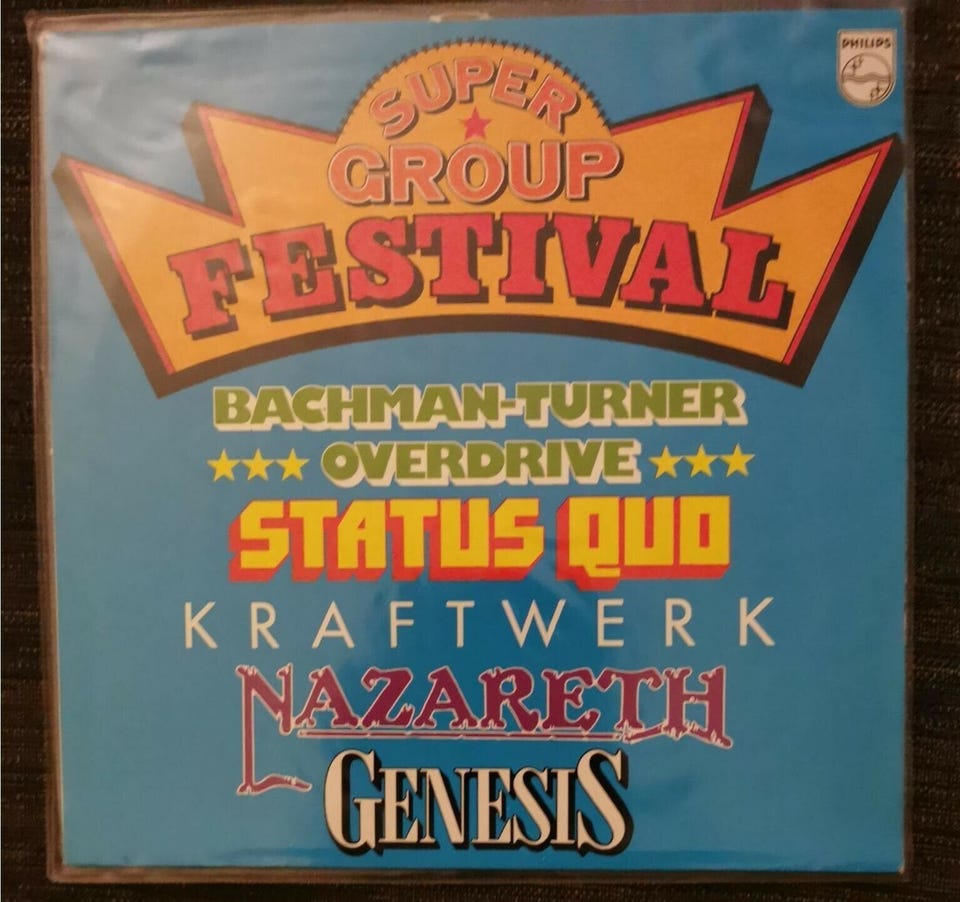 PHILIPS
SUPER
GROUP
FESTIVAL
BACHMAN-TURNER
OVERDRIVE
STATUS QUO
KRAFTWERK
NAZARETH
GENESIS